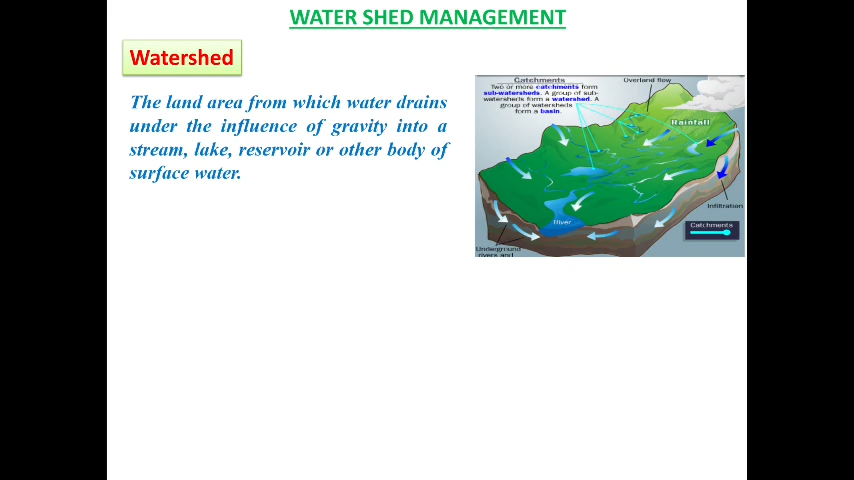 WATER SHED MANAGEMENT
Watershed
The land area from which water drains
under the influence of gravity into a
stream, lake, reservoir or other body of
surface water.
Catchments
Two or more catchments form
sub-watersheds. A group of sub-
watersheds form a watershed. A
group of watersheds
form a basin.
Overland flow
Rainfall
Infiltration
River
Catchments
Underground
rivers and